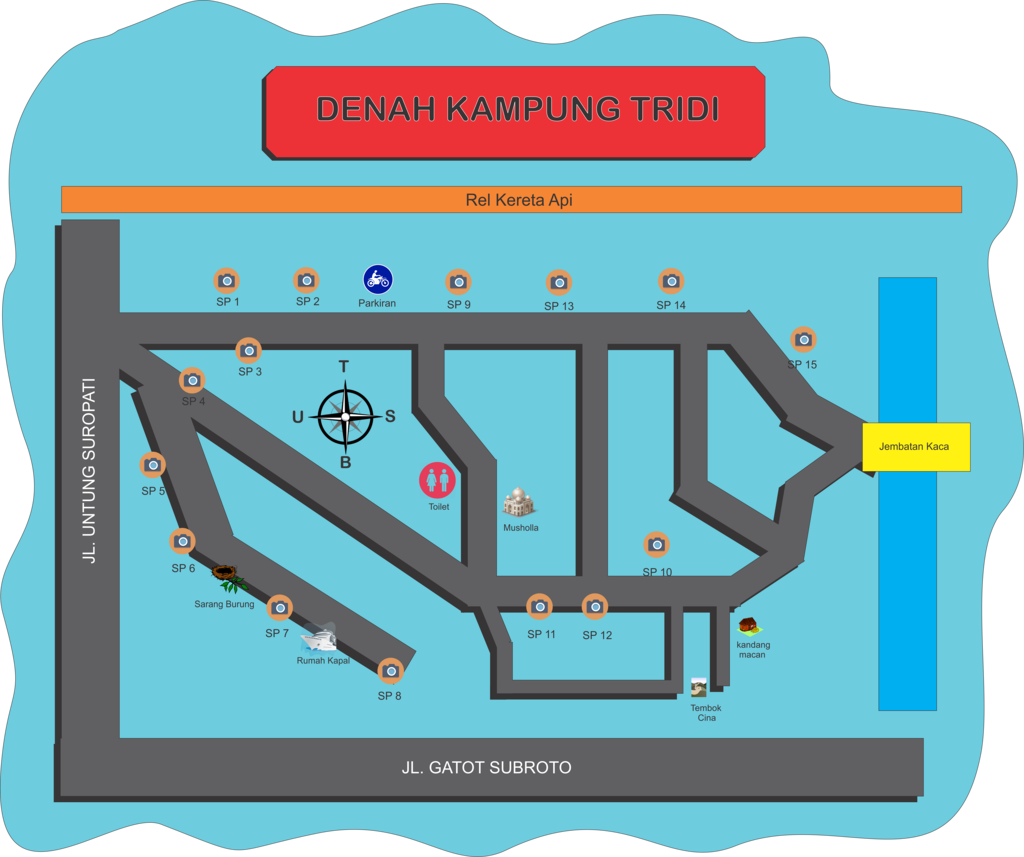 DENAH KAMPUNG TRIDI
Rel Kereta Api
SP 1
SP 2
Parkiran
SP 9
SP 13
SP 14
SP 15
SP 3
SP 4
T
U
S
B
JL. UNTUNG SUROPATI
Jembatan Kaca
SP 5
Toilet
Musholla
SP 6
SP 10
Sarang Burung
SP 7
SP 11
SP 12
kandang
macan
Rumah Kapal
SP 8
Tembok
Cina
JL. GATOT SUBROTO